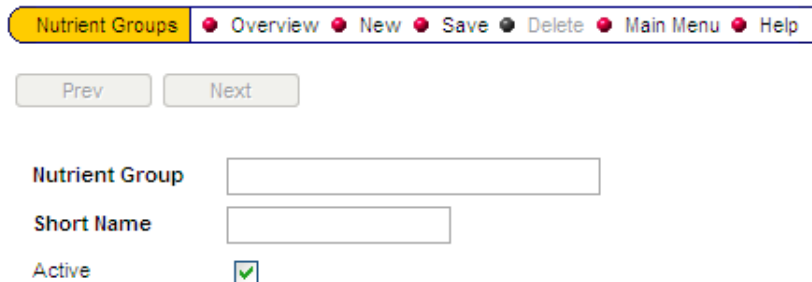 Nutrient Groups Overview New Save Delete Main Menu Help
Prev Next
Nutrient Group
Short Name
Active